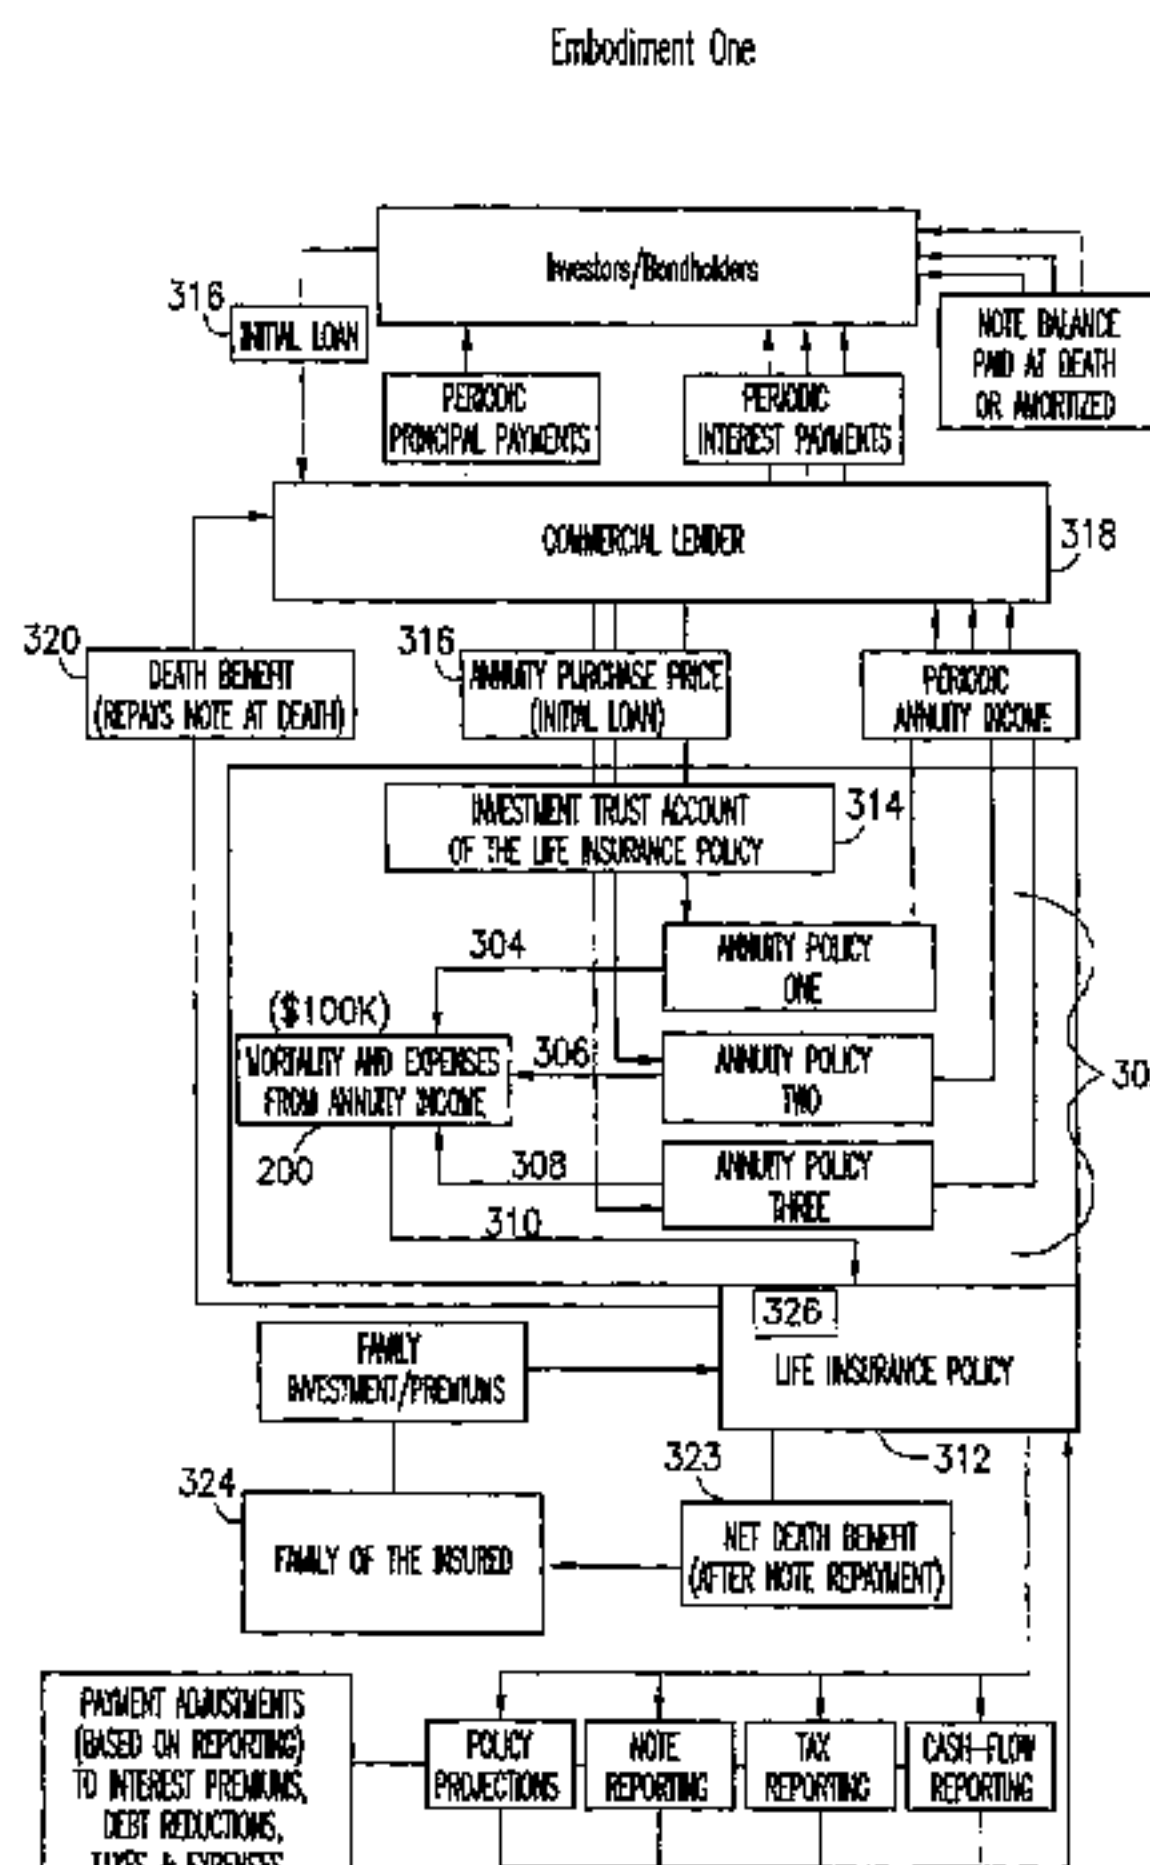 Embodiment One
Investors/Bondholders
316
INITIAL LOAN
NOTE BALANCE
PAID AT DEATH
OR AMORTIZED
PERIODIC
PRINCIPAL PAYMENTS
PERIODIC
INTEREST PAYMENTS
COMMERCIAL LENDER
318
320
DEATH BENEFIT
(REPAYS NOTE AT DEATH)
316
ANNUITY PURCHASE PRICE
(INITIAL LOAN)
PERIODIC
ANNUITY INCOME
INVESTMENT TRUST ACCOUNT
OF THE LIFE INSURANCE POLICY
314
304
ANNUITY POLICY
ONE
($100K)
MORTALITY AND EXPENSES
FROM ANNUITY INCOME
306
ANNUITY POLICY
TWO
30
200
308
ANNUITY POLICY
THREE
310
326
LIFE INSURANCE POLICY
FAMILY
INVESTMENT/PREMIUMS
312
323
324
NET DEATH BENEFIT
(AFTER NOTE REPAYMENT)
FAMILY OF THE INSURED
PAYMENT ADJUSTMENTS
(BASED ON REPORTING)
TO INTEREST PREMIUMS,
DEBT REDUCTIONS,
TAXES & EXPENSES
POLICY
PROJECTIONS
NOTE
REPORTING
TAX
REPORTING
CASH-FLOW
REPORTING